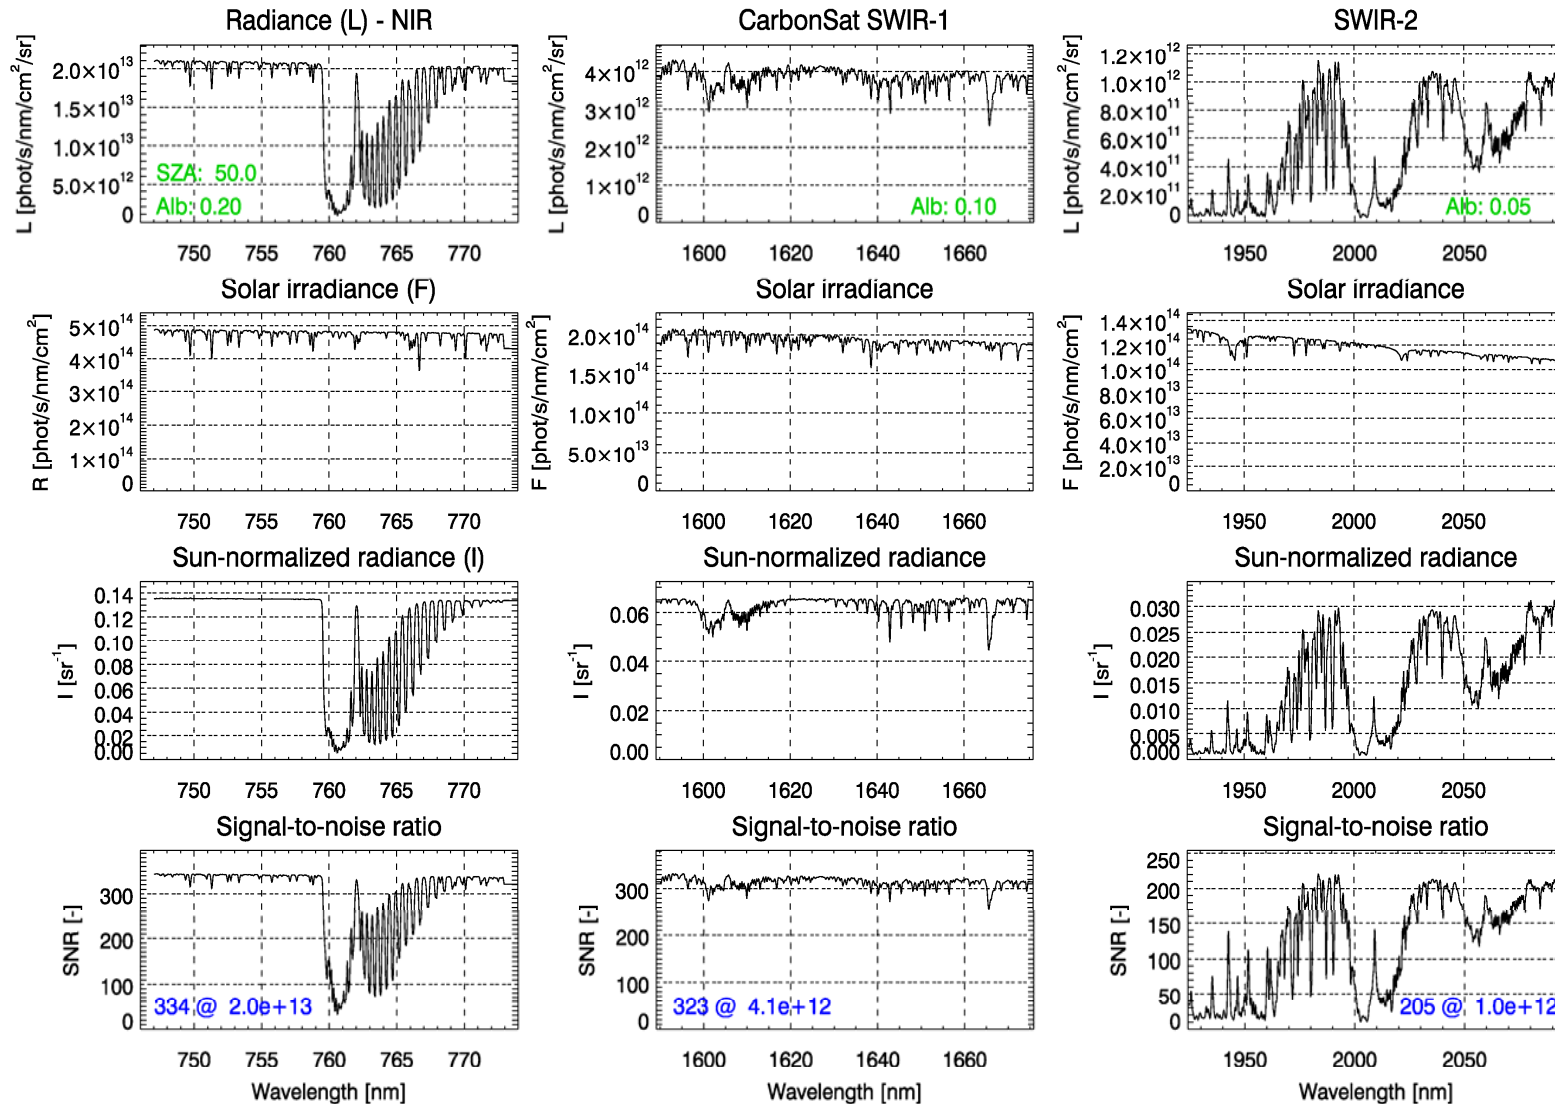 Radiance (L) - NIR
CarbonSat SWIR-1
SWIR-2
L [phot/s/nm/cm²/sr]
2.0×10¹³
1.5×10¹³
1.0×10¹³
5.0×10¹²
0
SZA: 50.0
Alb: 0.20
750 755 760 765 770
L [phot/s/nm/cm²/sr]
4×10¹²
3×10¹²
2×10¹²
1×10¹²
0
Alb: 0.10
1600 1620 1640 1660
L [phot/s/nm/cm²/sr]
1.2×10¹²
1.0×10¹²
8.0×10¹¹
6.0×10¹¹
4.0×10¹¹
2.0×10¹¹
0
Alb: 0.05
1950 2000 2050
Solar irradiance (F)
Solar irradiance
Solar irradiance
R [phot/s/nm/cm²]
5×10¹⁴
4×10¹⁴
3×10¹⁴
2×10¹⁴
1×10¹⁴
0
750 755 760 765 770
F [phot/s/nm/cm²]
2.0×10¹⁴
1.5×10¹⁴
1.0×10¹⁴
5.0×10¹³
0
1600 1620 1640 1660
F [phot/s/nm/cm²]
1.4×10¹⁴
1.2×10¹⁴
1.0×10¹⁴
8.0×10¹³
6.0×10¹³
4.0×10¹³
2.0×10¹³
0
1950 2000 2050
Sun-normalized radiance (I)
Sun-normalized radiance
Sun-normalized radiance
I [sr⁻¹]
0.14
0.12
0.10
0.08
0.06
0.04
0.02
0.00
750 755 760 765 770
I [sr⁻¹]
0.06
0.04
0.02
0.00
1600 1620 1640 1660
I [sr⁻¹]
0.030
0.025
0.020
0.015
0.010
0.005
0.000
1950 2000 2050
Signal-to-noise ratio
Signal-to-noise ratio
Signal-to-noise ratio
SNR [-]
300
200
100
0
334 @ 2.0e+13
750 755 760 765 770
Wavelength [nm]
SNR [-]
300
200
100
0
323 @ 4.1e+12
1600 1620 1640 1660
Wavelength [nm]
SNR [-]
250
200
150
100
50
0
205 @ 1.0e+12
1950 2000 2050
Wavelength [nm]